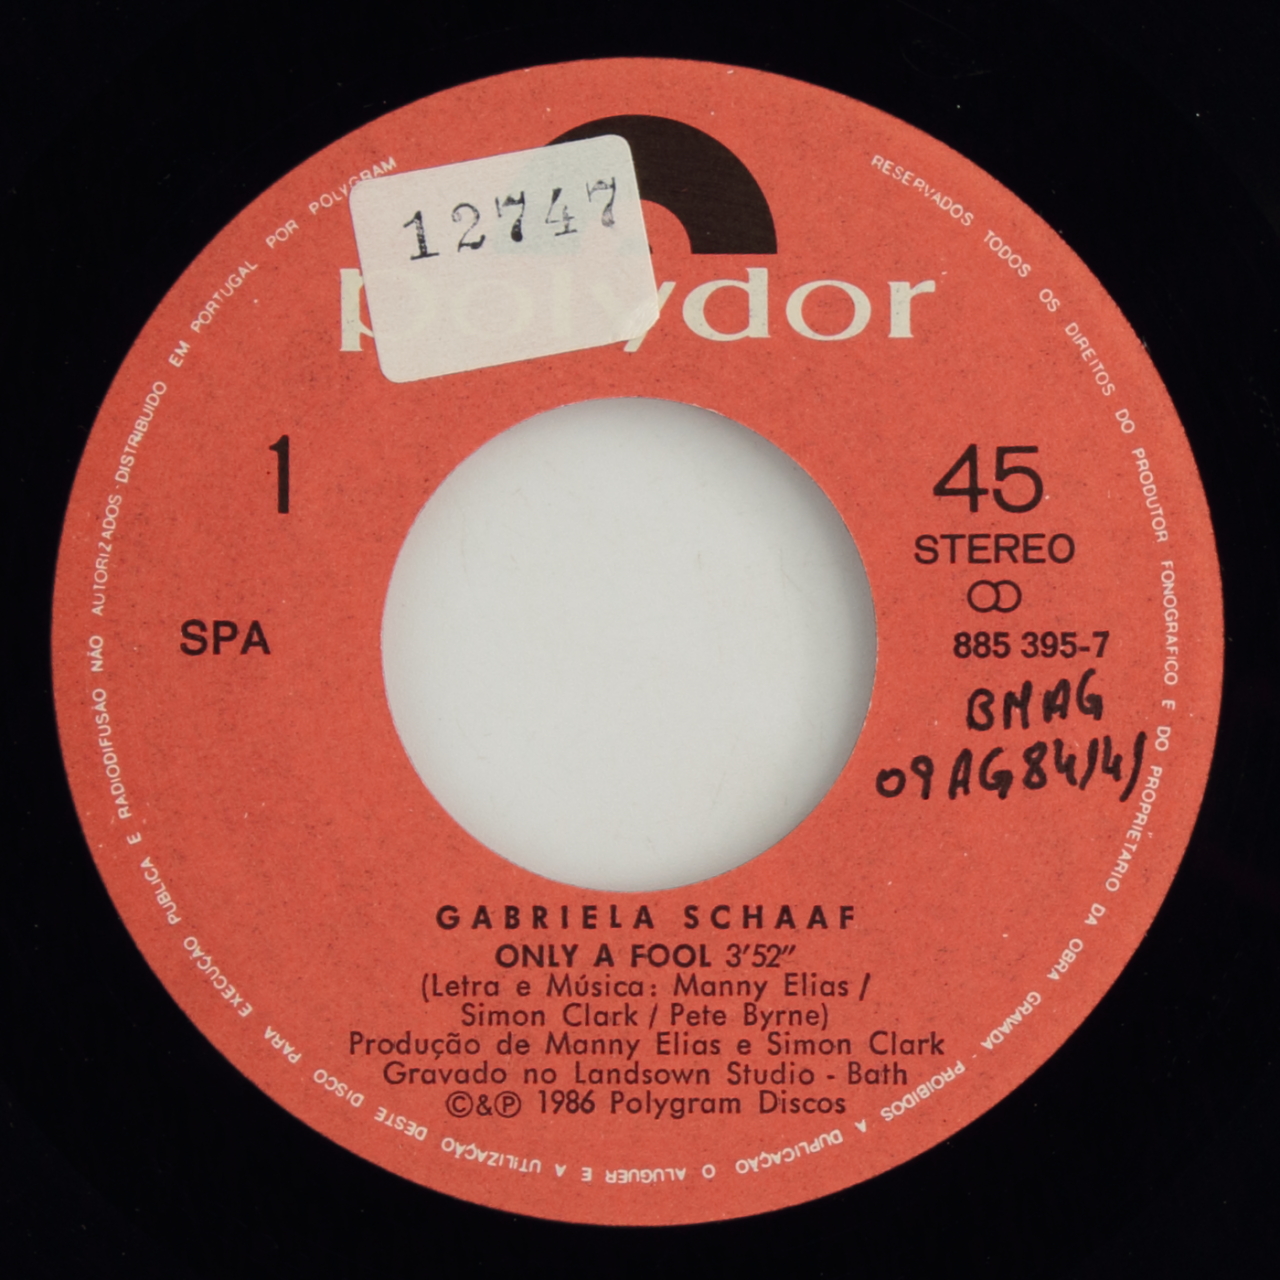 12747
polydor
1
45
STEREO
SPA
885 395-7
BMAG
09AG84/4/
GABRIELA SCHAAF
ONLY A FOOL 3'52"
(Letra e Música: Manny Elias /
Simon Clark / Pete Byrne)
Produção de Manny Elias e Simon Clark
Gravado no Landsown Studio - Bath
©&℗ 1986 Polygram Discos
RESERVADOS TODOS OS DIREITOS DO PRODUTOR FONOGRAFICO E DO PROPRIETARIO DA OBRA GRAVADA · PROIBIDOS A DUPLICAÇÃO O ALUGUER E A UTILIZAÇÃO DESTE DISCO PARA EXECUÇÃO PUBLICA E RADIODIFUSÃO NÃO AUTORIZADOS · DISTRIBUIDO EM PORTUGAL POR POLYGRAM